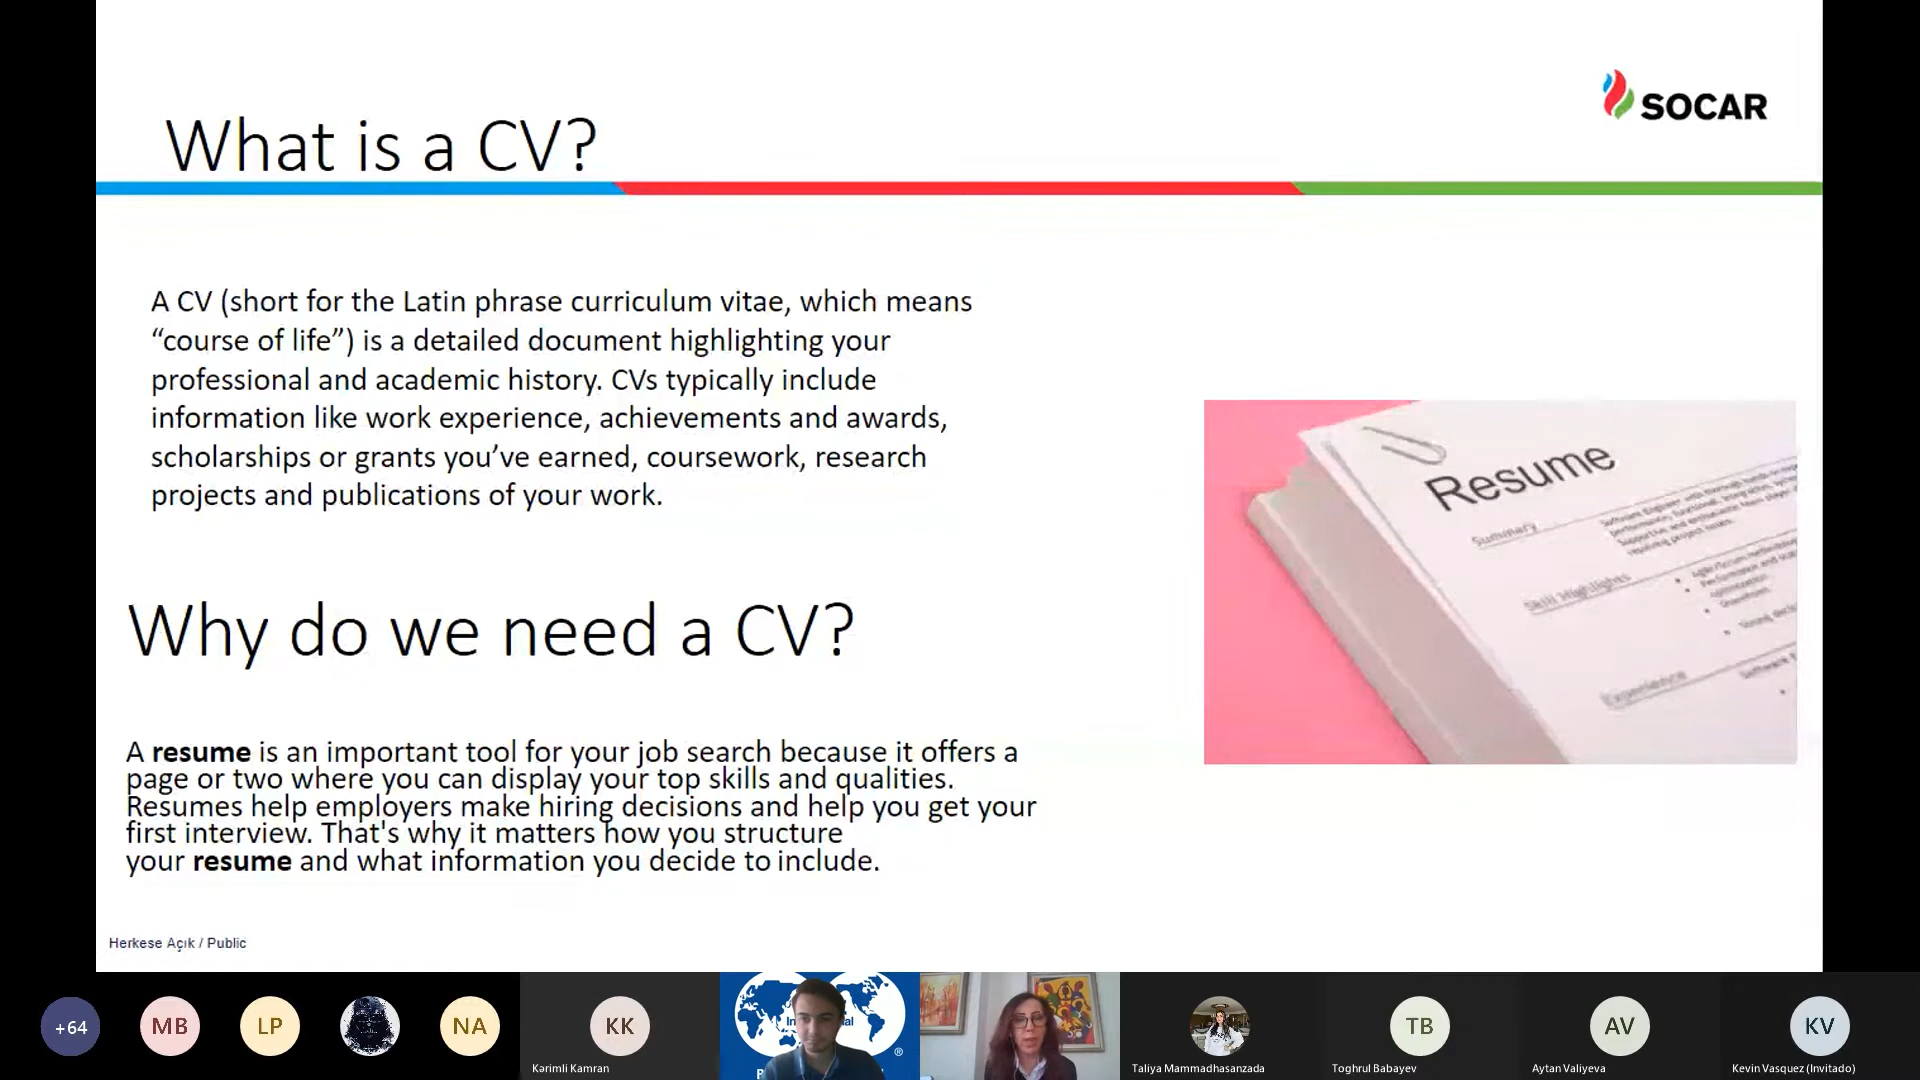 SOCAR
What is a CV?
A CV (short for the Latin phrase curriculum vitae, which means
“course of life”) is a detailed document highlighting your
professional and academic history. CVs typically include
information like work experience, achievements and awards,
scholarships or grants you’ve earned, coursework, research
projects and publications of your work.
Resume
Summary
Skill Highlights
Experience
Why do we need a CV?
A resume is an important tool for your job search because it offers a
page or two where you can display your top skills and qualities.
Resumes help employers make hiring decisions and help you get your
first interview. That's why it matters how you structure
your resume and what information you decide to include.
Herkese Açık / Public
+64
MB
LP
NA
KK
Kərimli Kamran
®
Taliya Mammadhasanzada
TB
Toghrul Babayev
AV
Aytan Valiyeva
KV
Kevin Vasquez (Invitado)